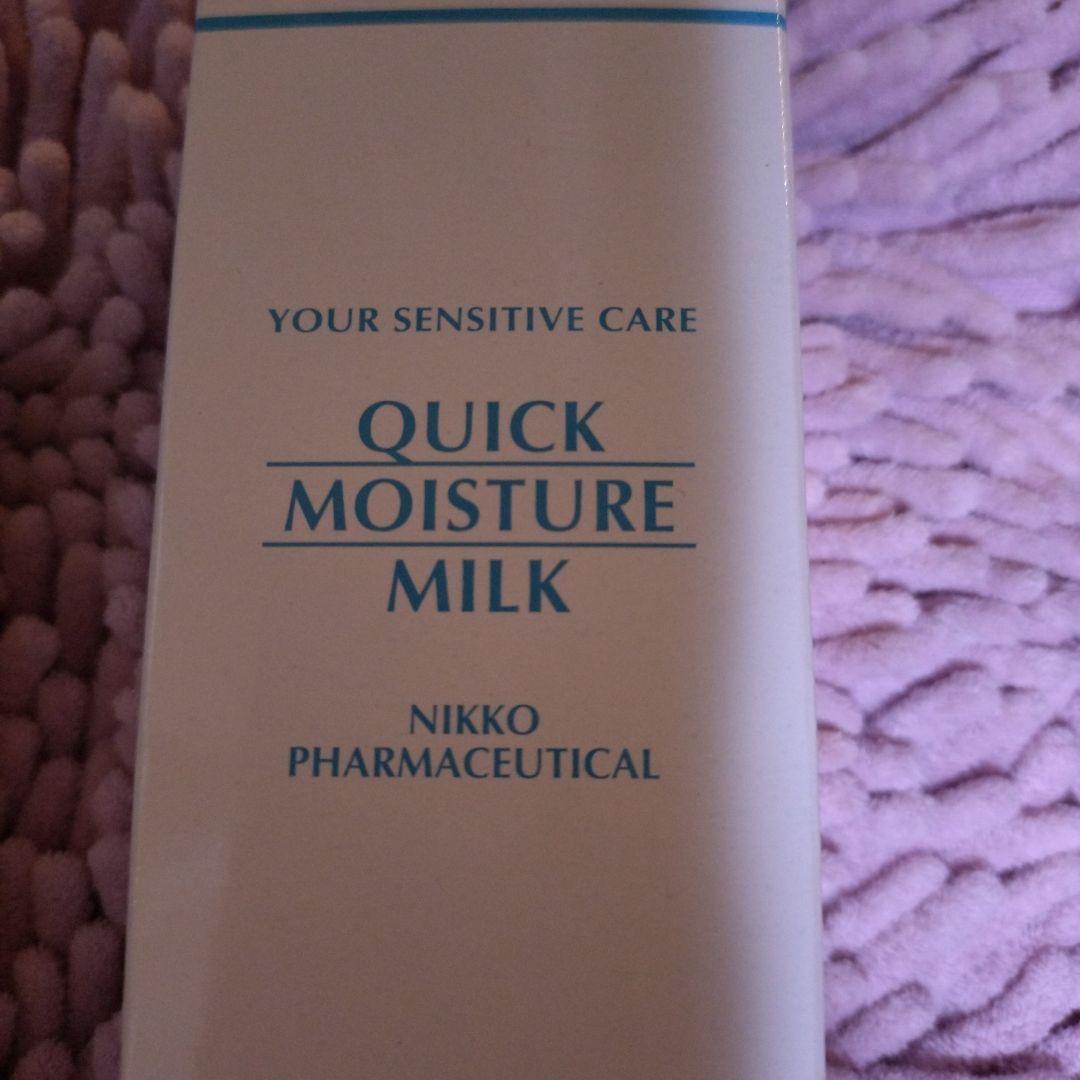 YOUR SENSITIVE CARE
QUICK
MOISTURE
MILK
NIKKO
PHARMACEUTICAL